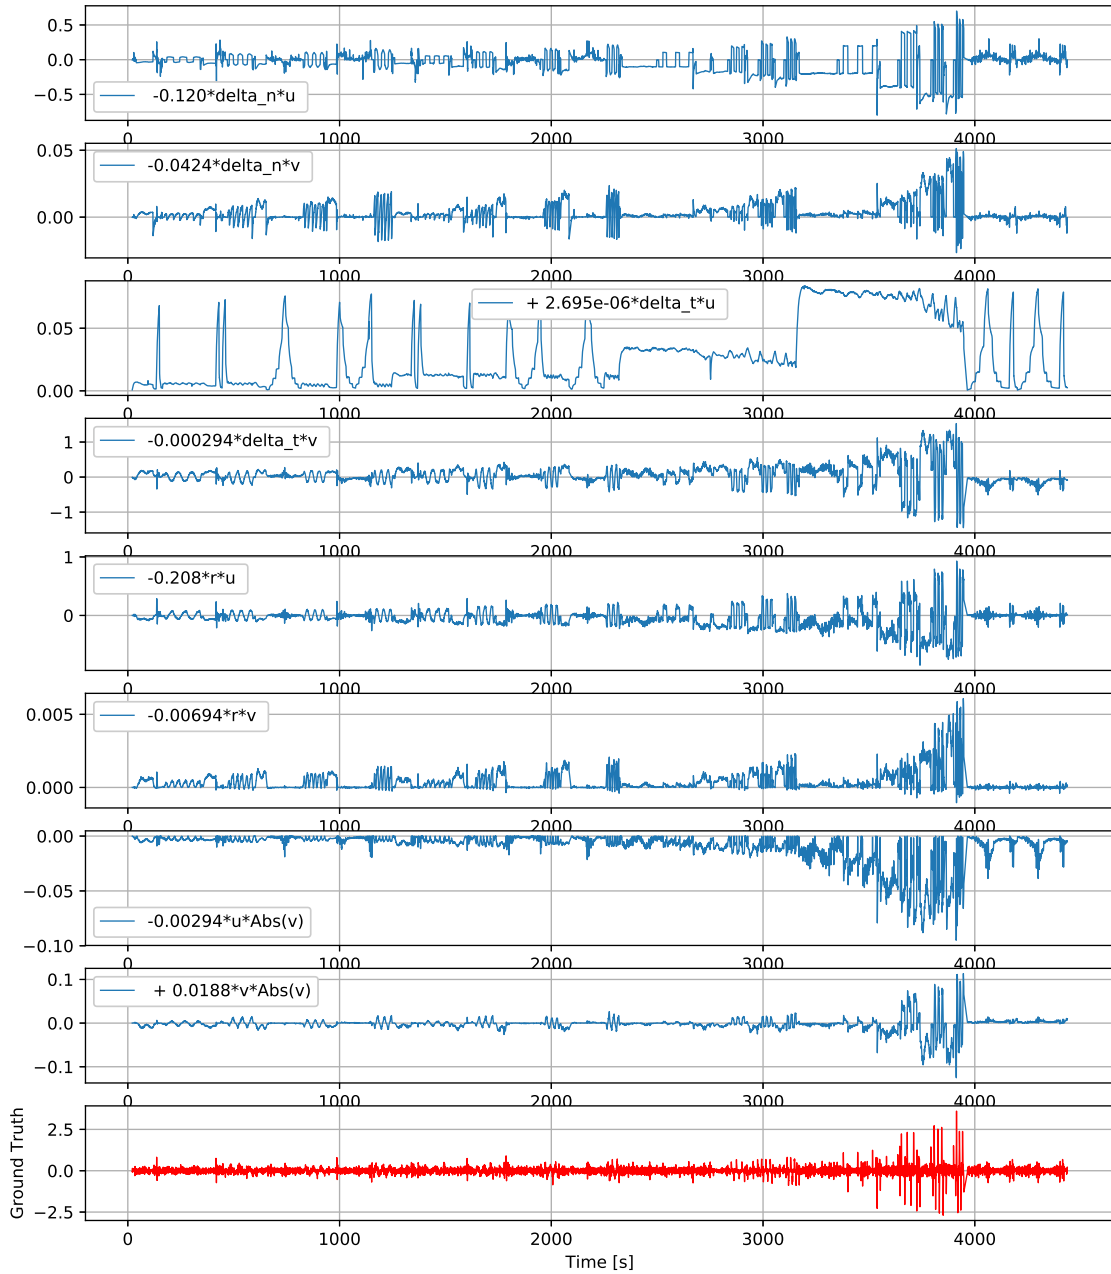 0.5
0.0
−0.5
-0.120*delta_n*u
0 1000 2000 3000 4000
0.05
0.00
-0.0424*delta_n*v
0 1000 2000 3000 4000
0.05
0.00
+ 2.695e-06*delta_t*u
0 1000 2000 3000 4000
1
0
−1
-0.000294*delta_t*v
0 1000 2000 3000 4000
1
0
-0.208*r*u
0 1000 2000 3000 4000
0.005
0.000
-0.00694*r*v
0 1000 2000 3000 4000
0.00
−0.05
−0.10
-0.00294*u*Abs(v)
0 1000 2000 3000 4000
0.1
0.0
−0.1
+ 0.0188*v*Abs(v)
0 1000 2000 3000 4000
Ground Truth
2.5
0.0
−2.5
0 1000 2000 3000 4000
Time [s]